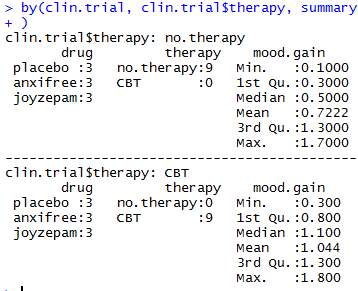 > by(clin.trial, clin.trial$therapy, summary
+ )
clin.trial$therapy: no.therapy
       drug         therapy    mood.gain
 placebo :3   no.therapy:9   Min.   :0.1000
 anxifree:3   CBT       :0   1st Qu.:0.3000
 joyzepam:3                  Median :0.5000
                             Mean   :0.7222
                             3rd Qu.:1.3000
                             Max.   :1.7000
------------------------------------------------
clin.trial$therapy: CBT
       drug         therapy    mood.gain
 placebo :3   no.therapy:0   Min.   :0.300
 anxifree:3   CBT       :9   1st Qu.:0.800
 joyzepam:3                  Median :1.100
                             Mean   :1.044
                             3rd Qu.:1.300
                             Max.   :1.800
>